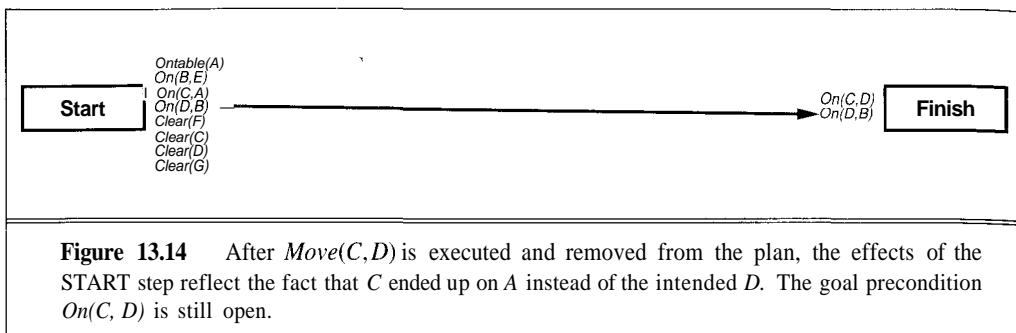 Ontable(A)
On(B,E)
Start
On(C,A)
On(D,B)
Clear(F)
Clear(C)
Clear(D)
Clear(G)
On(C,D)
On(D,B)
Finish
Figure 13.14 After Move(C,D) is executed and removed from the plan, the effects of the
START step reflect the fact that C ended up on A instead of the intended D. The goal precondition
On(C, D) is still open.